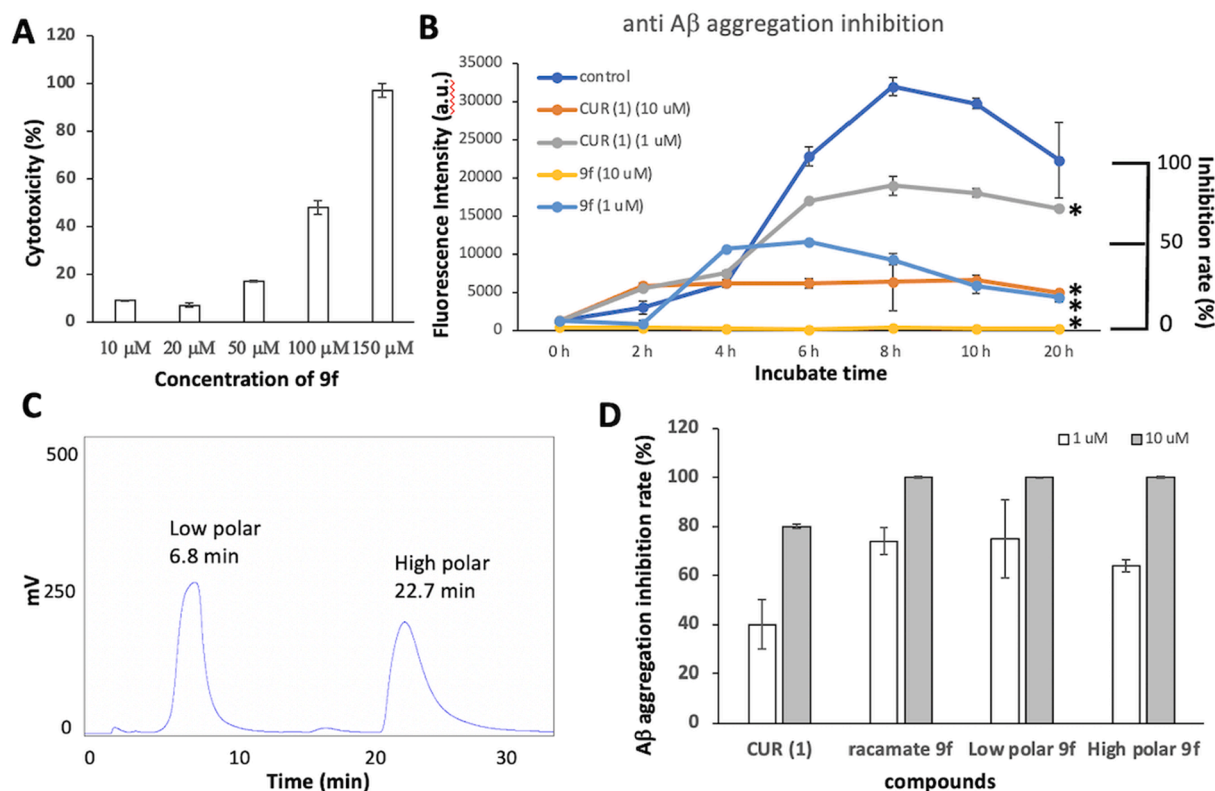 A
120
100
80
60
40
20
0
Cytotoxicity (%)
10 µM 20 µM 50 µM 100 µM 150 µM
Concentration of 9f
B
anti Aβ aggregation inhibition
35000
30000
25000
20000
15000
10000
5000
0
Fluorescence Intensity (a.u.)
control
CUR (1) (10 uM)
CUR (1) (1 uM)
9f (10 uM)
9f (1 uM)
*
*
*
*
100
50
0
Inhibition rate (%)
0 h 2 h 4 h 6 h 8 h 10 h 20 h
Incubate time
C
500
250
0
mV
Low polar
6.8 min
High polar
22.7 min
0 10 20 30
Time (min)
D
120
100
80
60
40
20
0
Aβ aggregation inhibition rate (%)
1 uM 10 uM
CUR (1) racamate 9f Low polar 9f High polar 9f
compounds